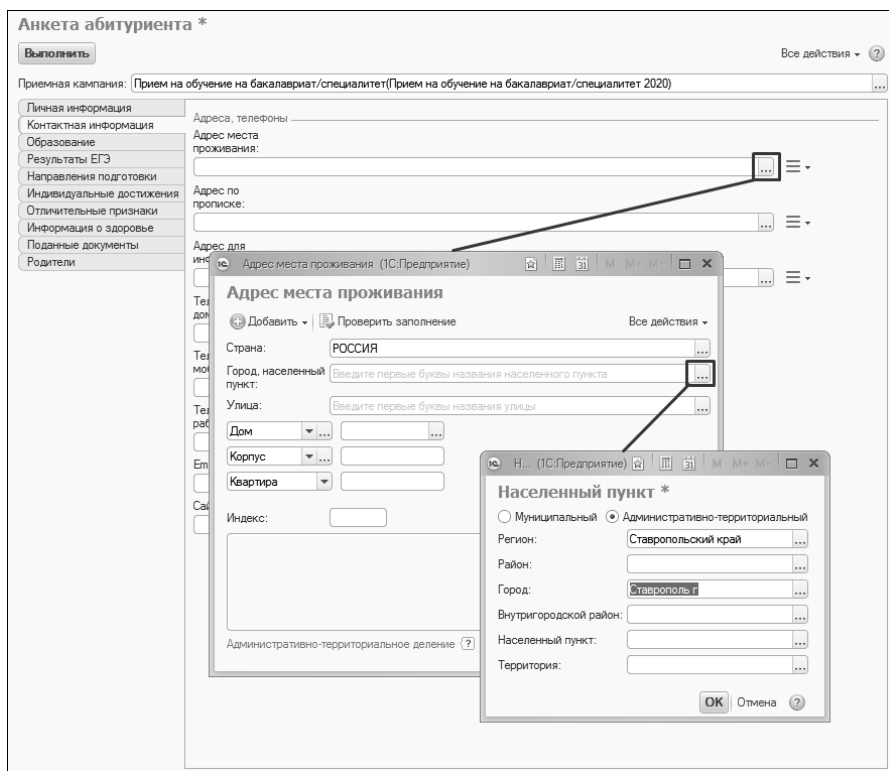 Анкета абитуриента *
Выполнить
Все действия
Приемная кампания: Прием на обучение на бакалавриат/специалитет(Прием на обучение на бакалавриат/специалитет 2020)
Личная информация
Контактная информация
Образование
Результаты ЕГЭ
Направления подготовки
Индивидуальные достижения
Отличительные признаки
Информация о здоровье
Поданные документы
Родители
Адреса, телефоны
Адрес места
проживания:
Адрес по
прописке:
Адрес для
Адрес места проживания (1С:Предприятие)
31 M M+ M-
Адрес места проживания
Добавить
Проверить заполнение
Все действия
Страна: РОССИЯ
Город, населенный
пункт:
Введите первые буквы названия населенного пункта
Улица: Введите первые буквы названия улицы
Дом
Корпус
Квартира
Индекс:
Административно-территориальное деление ?
Н... (1С:Предприятие) 31 M M+ M-
Населенный пункт *
Муниципальный Административно-территориальный
Регион: Ставропольский край
Район:
Город: Ставрополь г
Внутригородской район:
Населенный пункт:
Территория:
ОК Отмена ?